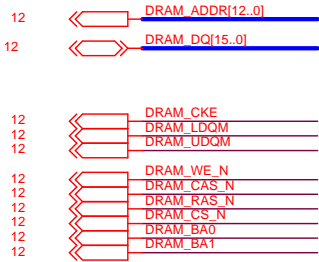 12 DRAM_ADDR[12..0]
12 DRAM_DQ[15..0]
12 DRAM_CKE
12 DRAM_LDQM
12 DRAM_UDQM
12 DRAM_WE_N
12 DRAM_CAS_N
12 DRAM_RAS_N
12 DRAM_CS_N
12 DRAM_BA0
12 DRAM_BA1